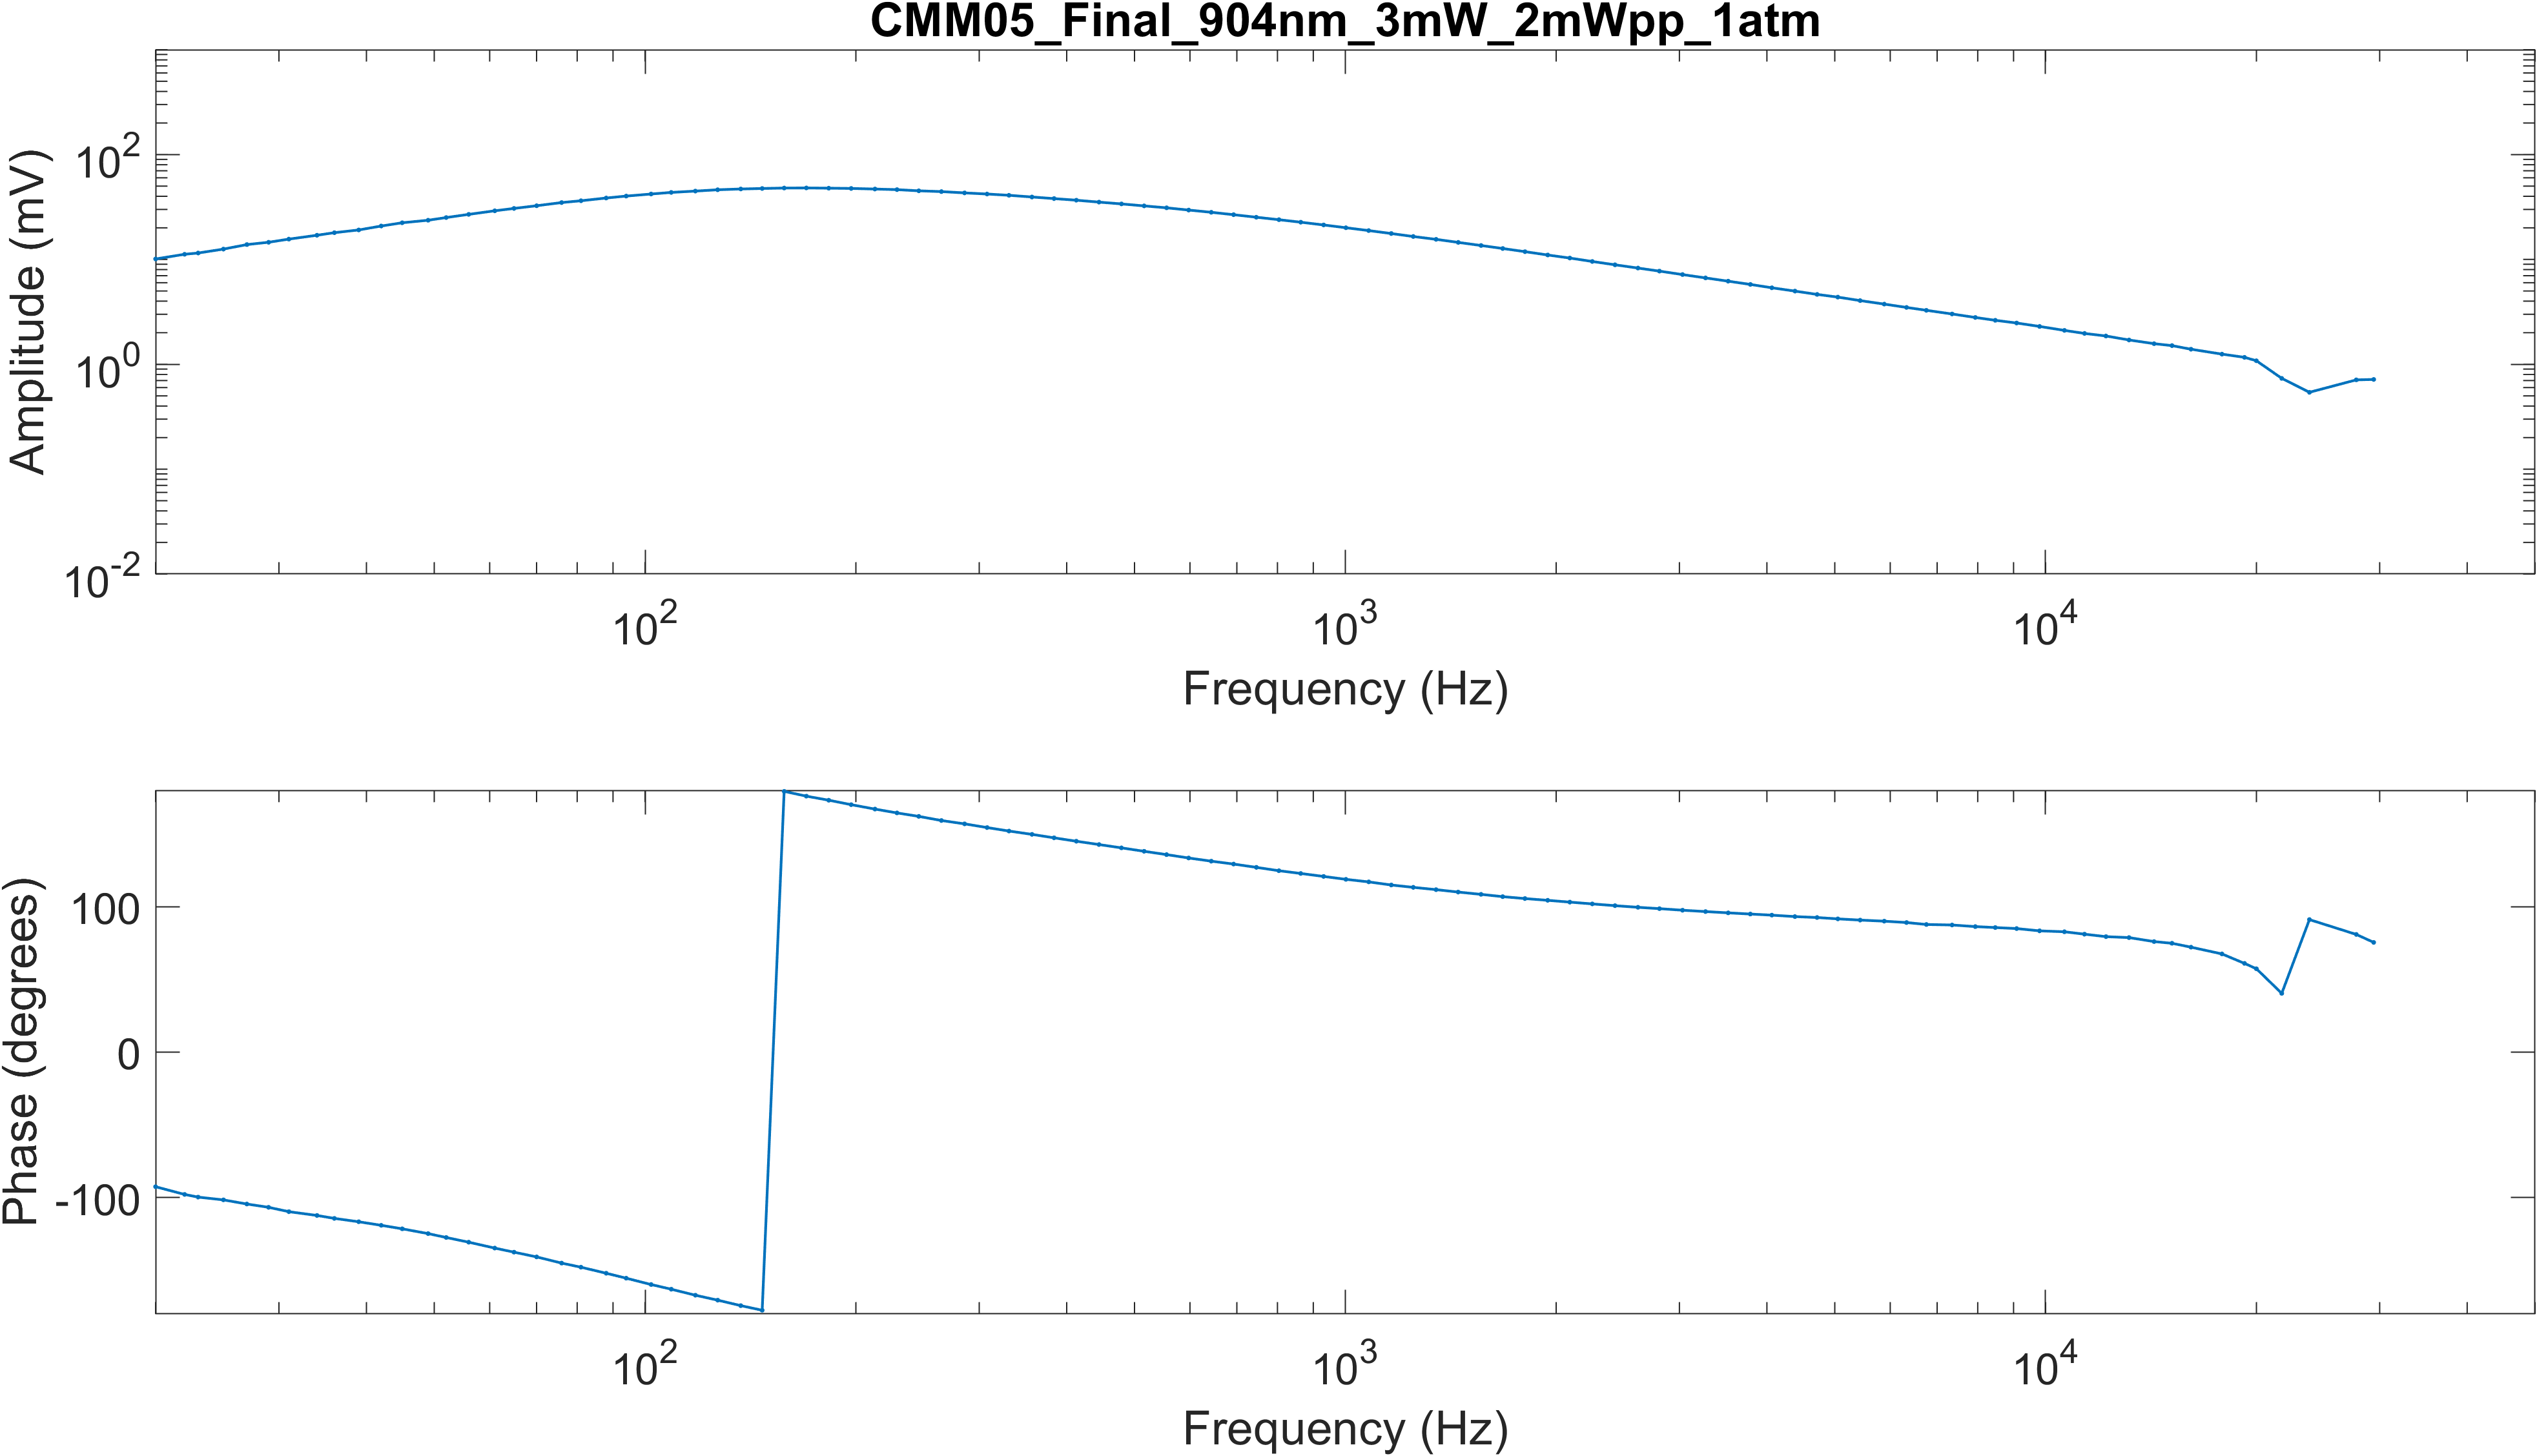 CMM05_Final_904nm_3mW_2mWpp_1atm
Amplitude (mV)
10^2
10^0
10^-2
10^2
10^3
10^4
Frequency (Hz)
Phase (degrees)
100
0
-100
10^2
10^3
10^4
Frequency (Hz)